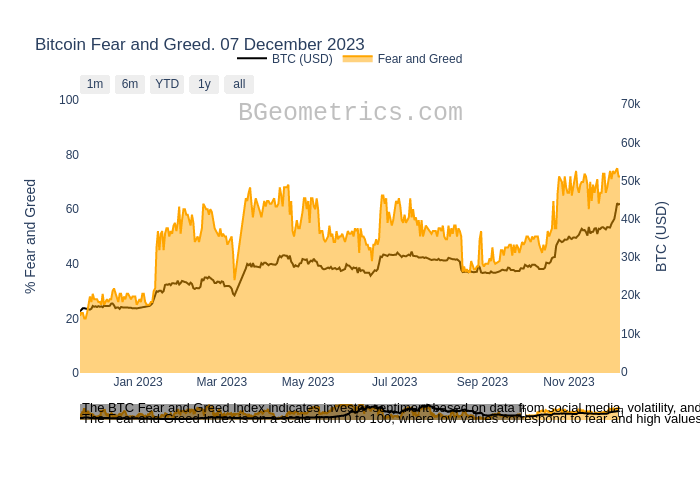 Bitcoin Fear and Greed. 07 December 2023
BTC (USD) Fear and Greed
1m 6m YTD 1y all
BGeometrics.com
100
80
60
40
20
0
% Fear and Greed
70k
60k
50k
40k
30k
20k
10k
0
BTC (USD)
Jan 2023 Mar 2023 May 2023 Jul 2023 Sep 2023 Nov 2023
The BTC Fear and Greed Index indicates investor sentiment based on data from social media, volatility, and
The Fear and Greed Index is on a scale from 0 to 100, where low values correspond to fear and high values